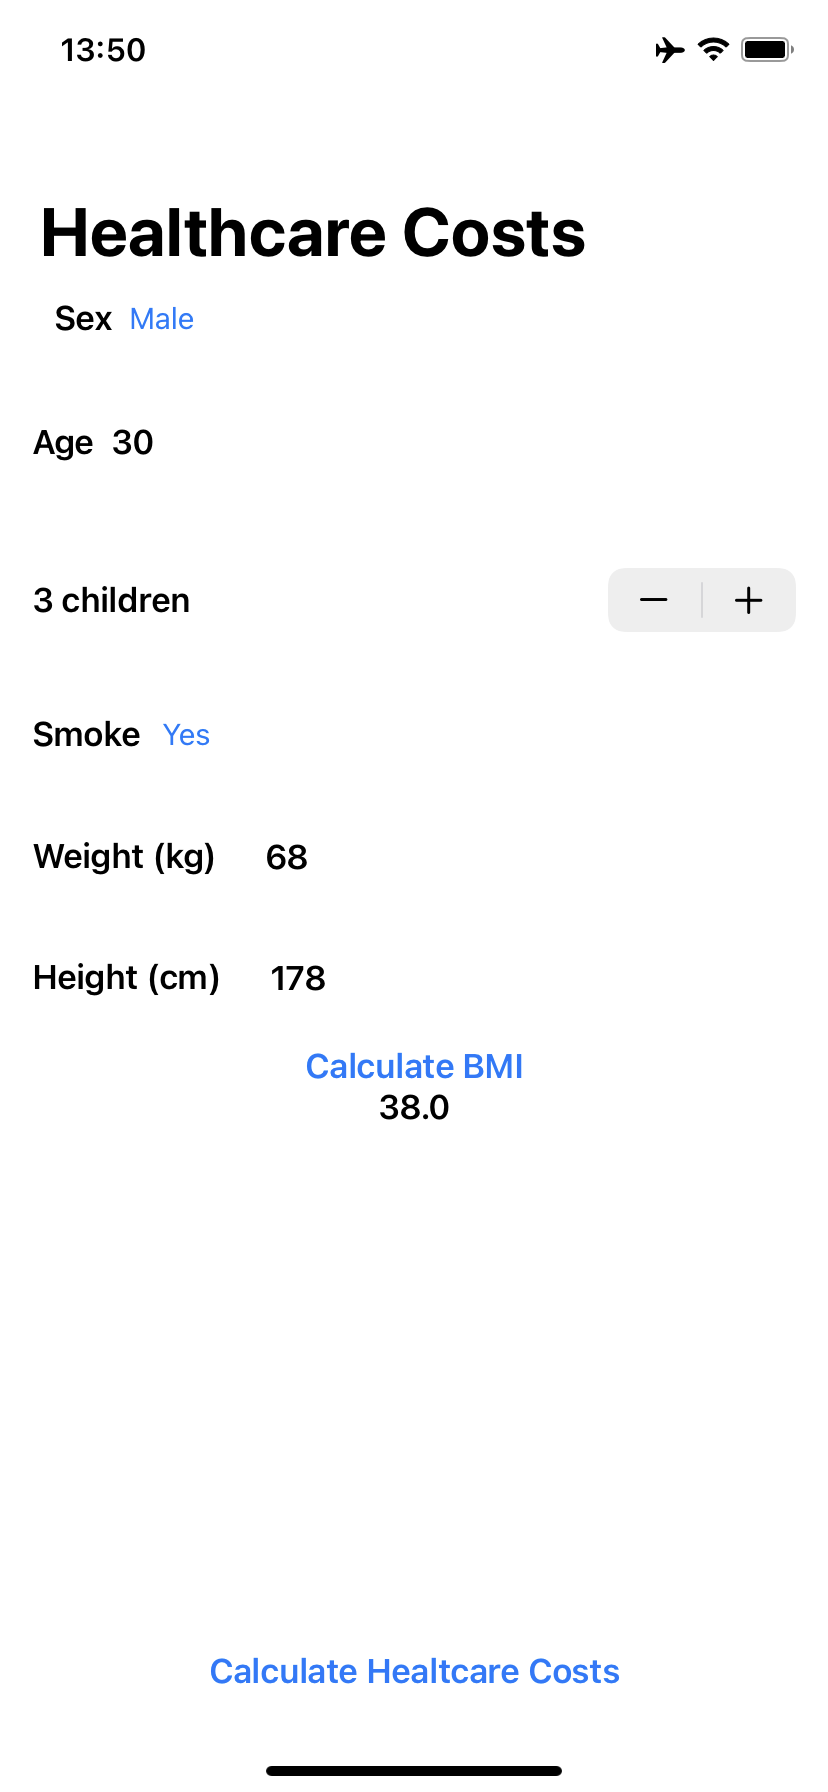 13:50
Healthcare Costs
Sex Male
Age 30
3 children
Smoke Yes
Weight (kg) 68
Height (cm) 178
Calculate BMI
38.0
Calculate Healtcare Costs